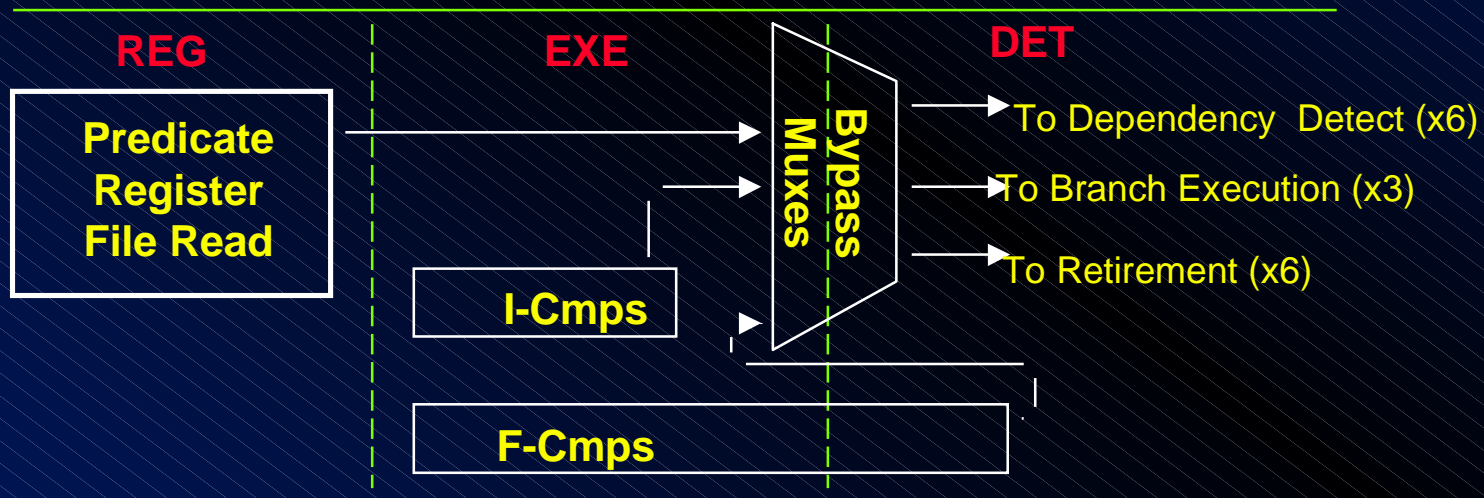 REG
EXE
DET
Predicate
Register
File Read
Bypass
Muxes
To Dependency Detect (x6)
To Branch Execution (x3)
To Retirement (x6)
I-Cmps
F-Cmps